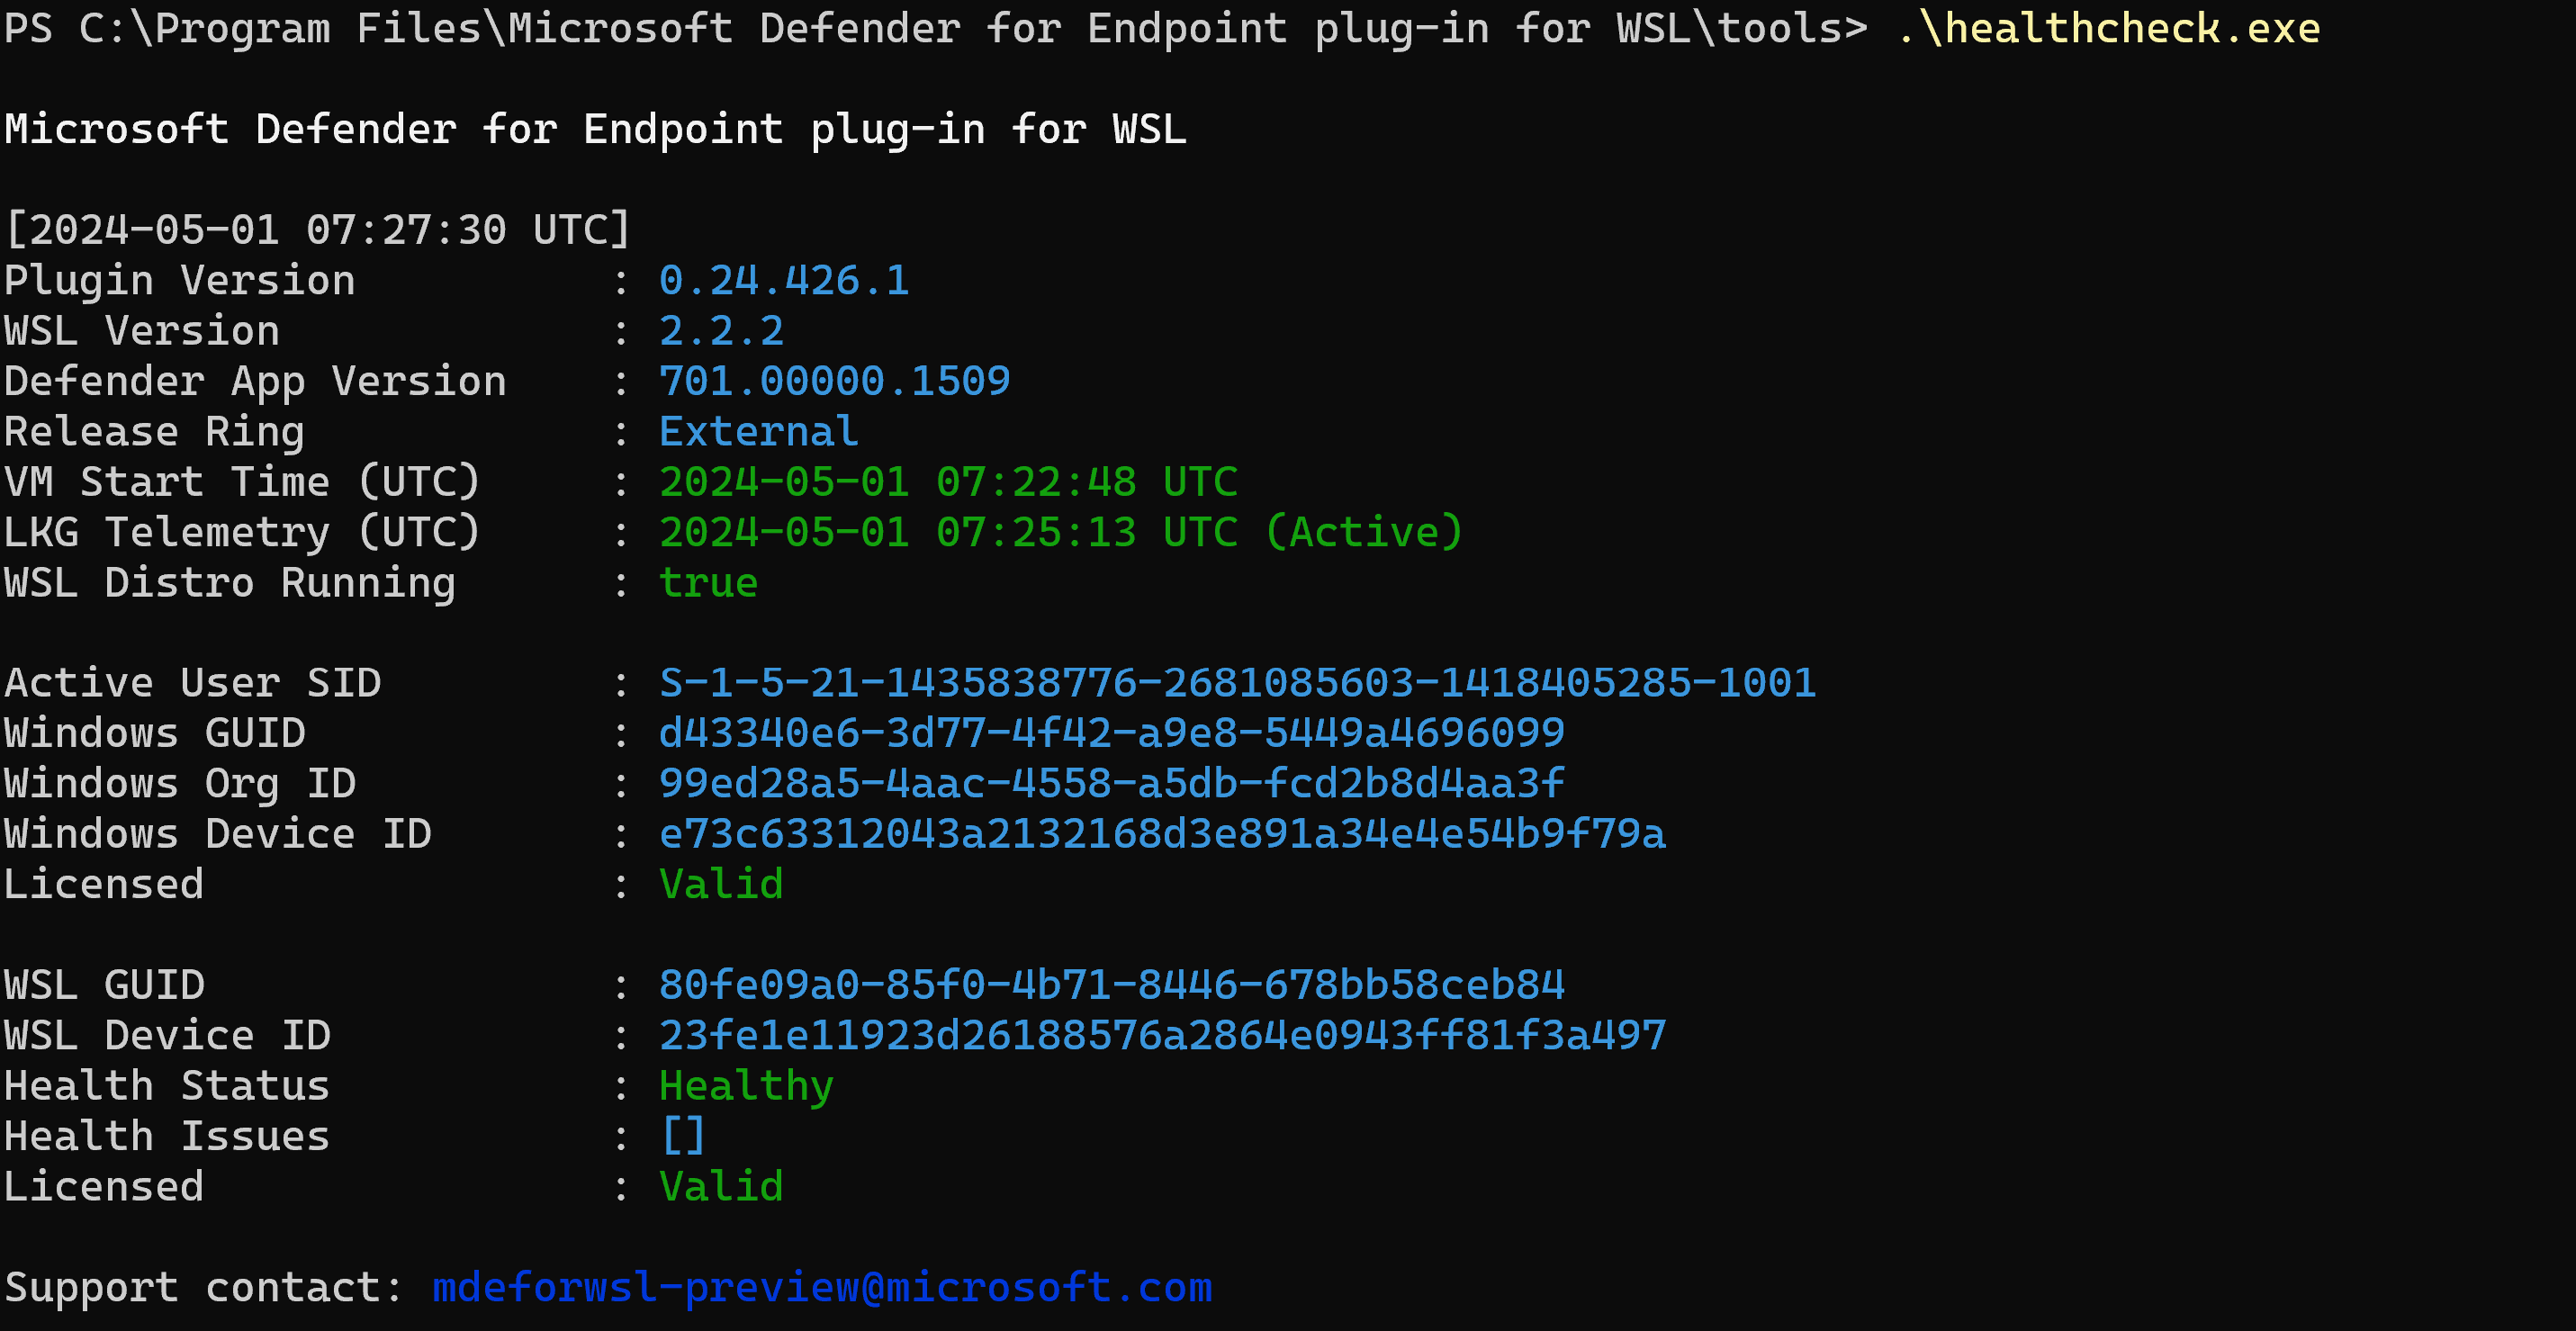 PS C:\Program Files\Microsoft Defender for Endpoint plug-in for WSL\tools> .\healthcheck.exe
Microsoft Defender for Endpoint plug-in for WSL
[2024-05-01 07:27:30 UTC]
Plugin Version : 0.24.426.1
WSL Version : 2.2.2
Defender App Version : 701.00000.1509
Release Ring : External
VM Start Time (UTC) : 2024-05-01 07:22:48 UTC
LKG Telemetry (UTC) : 2024-05-01 07:25:13 UTC (Active)
WSL Distro Running : true
Active User SID : S-1-5-21-1435838776-2681085603-1418405285-1001
Windows GUID : d43340e6-3d77-4f42-a9e8-5449a4696099
Windows Org ID : 99ed28a5-4aac-4558-a5db-fcd2b8d4aa3f
Windows Device ID : e73c63312043a2132168d3e891a34e4e54b9f79a
Licensed : Valid
WSL GUID : 80fe09a0-85f0-4b71-8446-678bb58ceb84
WSL Device ID : 23fe1e11923d26188576a2864e0943ff81f3a497
Health Status : Healthy
Health Issues : []
Licensed : Valid
Support contact: mdeforwsl-preview@microsoft.com